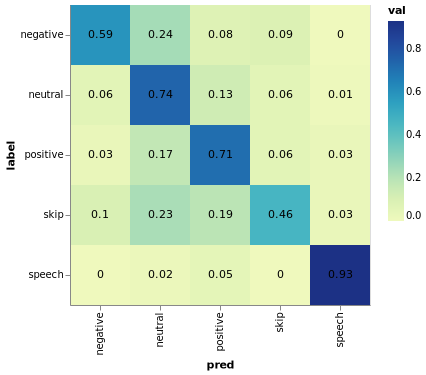 val
negative 0.59 0.24 0.08 0.09 0
0.8
neutral 0.06 0.74 0.13 0.06 0.01
0.6
label
positive 0.03 0.17 0.71 0.06 0.03
0.4
0.2
skip 0.1 0.23 0.19 0.46 0.03
0.0
speech 0 0.02 0.05 0 0.93
negative neutral positive skip speech
pred